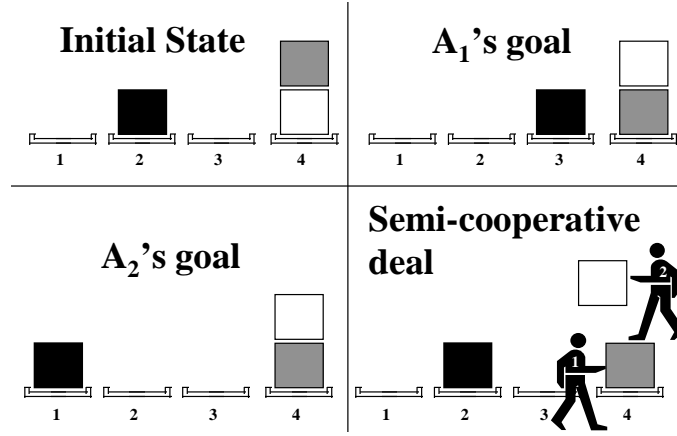 Initial State
1 2 3 4
A₁'s goal
1 2 3 4
A₂'s goal
1 2 3 4
Semi-cooperative
deal
2
1
1 2 3 4